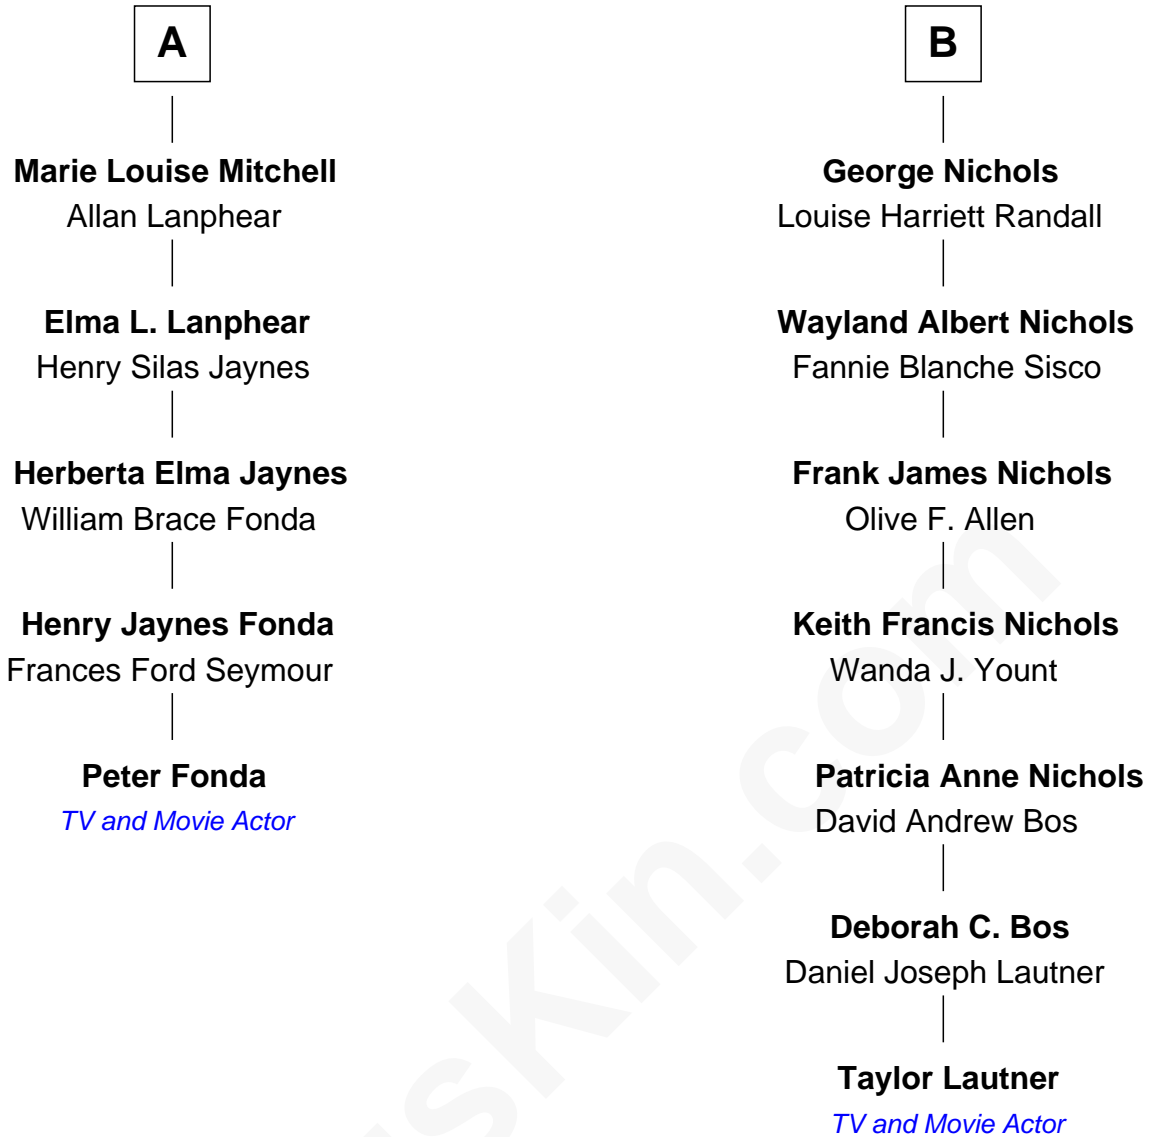 A
Marie Louise Mitchell
Allan Lanphear
Elma L. Lanphear
Henry Silas Jaynes
Herberta Elma Jaynes
William Brace Fonda
Henry Jaynes Fonda
Frances Ford Seymour
Peter Fonda
TV and Movie Actor
B
George Nichols
Louise Harriett Randall
Wayland Albert Nichols
Fannie Blanche Sisco
Frank James Nichols
Olive F. Allen
Keith Francis Nichols
Wanda J. Yount
Patricia Anne Nichols
David Andrew Bos
Deborah C. Bos
Daniel Joseph Lautner
Taylor Lautner
TV and Movie Actor
sKin.com